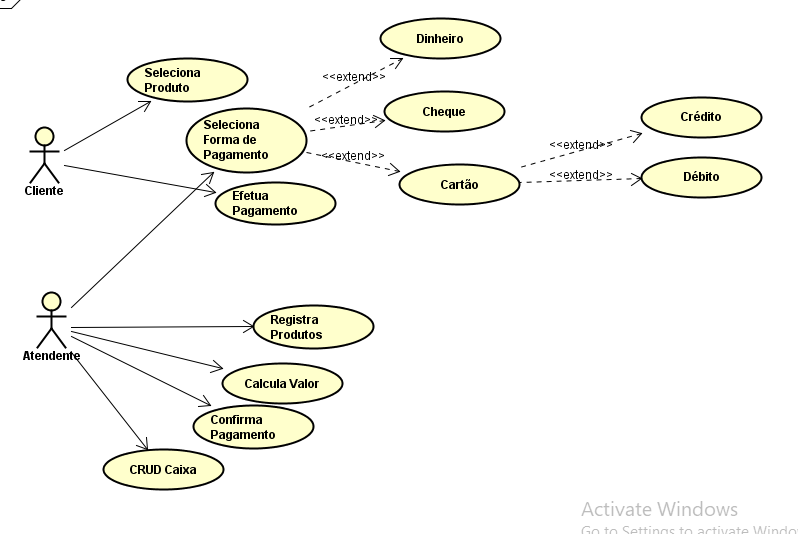 Dinheiro
Seleciona
Produto
<<extend>>
Cheque
Seleciona
Forma de
Pagamento
<<extend>>
Crédito
<<extend>>
<<extend>>
Cartão
<<extend>>
Débito
Cliente
Efetua
Pagamento
Registra
Produtos
Atendente
Calcula Valor
Confirma
Pagamento
CRUD Caixa
Activate Windows
Go to Settings to activate Windo